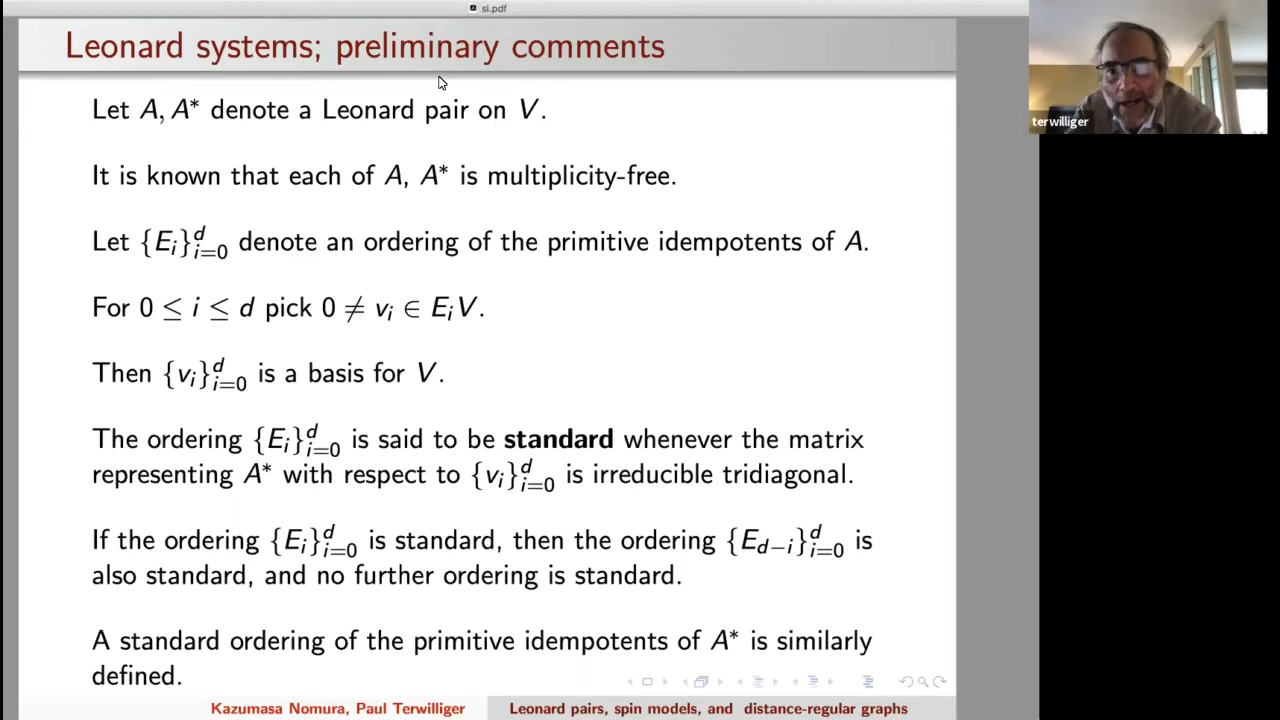 sl.pdf
Leonard systems; preliminary comments
Let A, A* denote a Leonard pair on V.
It is known that each of A, A* is multiplicity-free.
Let {E_i}_{i=0}^d denote an ordering of the primitive idempotents of A.
For 0 ≤ i ≤ d pick 0 ≠ v_i ∈ E_iV.
Then {v_i}_{i=0}^d is a basis for V.
The ordering {E_i}_{i=0}^d is said to be standard whenever the matrix
representing A* with respect to {v_i}_{i=0}^d is irreducible tridiagonal.
If the ordering {E_i}_{i=0}^d is standard, then the ordering {E_{d−i}}_{i=0}^d is
also standard, and no further ordering is standard.
A standard ordering of the primitive idempotents of A* is similarly
defined.
Kazumasa Nomura, Paul Terwilliger
Leonard pairs, spin models, and distance-regular graphs
terwilliger